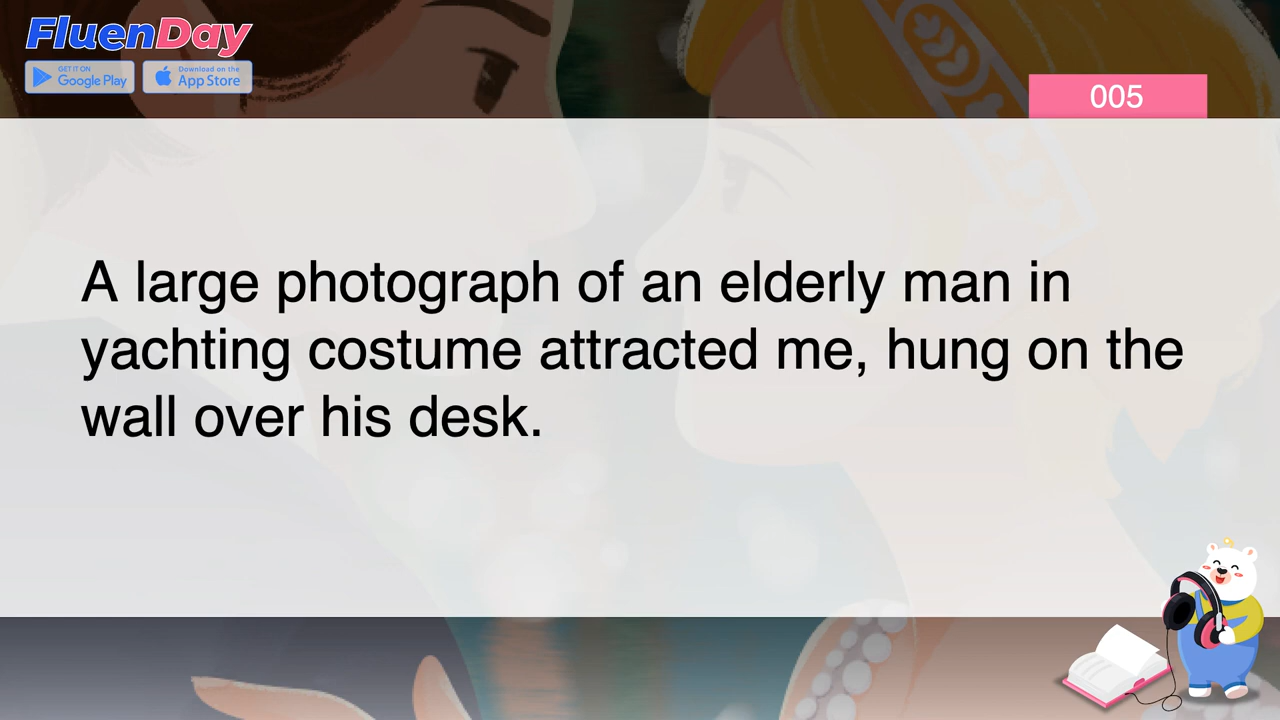 FluenDay
GET IT ON
Google Play
Download on the
App Store
005
A large photograph of an elderly man in
yachting costume attracted me, hung on the
wall over his desk.